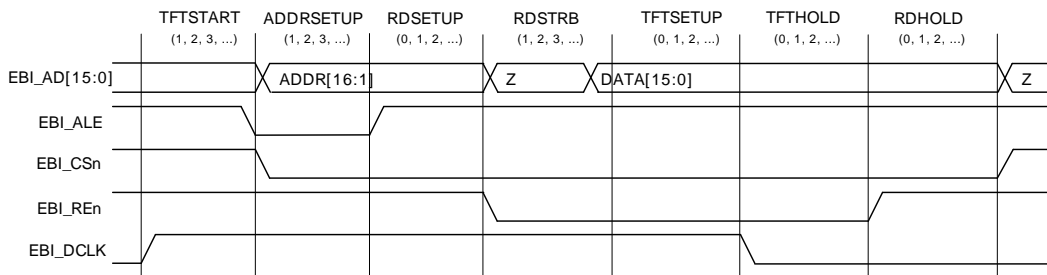 TFTSTART ADDRSETUP RDSETUP RDSTRB TFTSETUP TFTHOLD RDHOLD
(1, 2, 3, ...) (1, 2, 3, ...) (0, 1, 2, ...) (1, 2, 3, ...) (0, 1, 2, ...) (0, 1, 2, ...) (0, 1, 2, ...)
EBI_AD[15:0] ADDR[16:1] Z DATA[15:0] Z
EBI_ALE
EBI_CSn
EBI_REn
EBI_DCLK